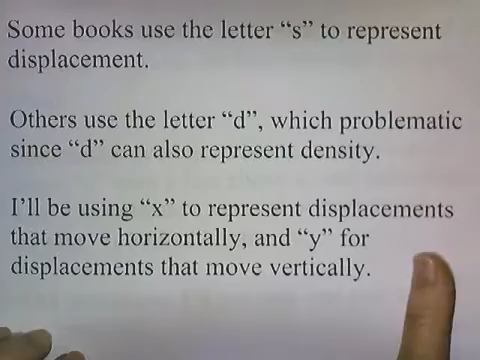 Some books use the letter “s” to represent
displacement.
Others use the letter “d”, which problematic
since “d” can also represent density.
I’ll be using “x” to represent displacements
that move horizontally, and “y” for
displacements that move vertically.